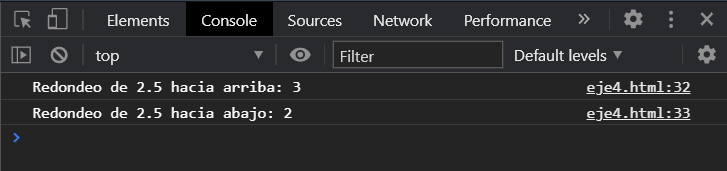 Elements Console Sources Network Performance »
top Filter Default levels
Redondeo de 2.5 hacia arriba: 3 eje4.html:32
Redondeo de 2.5 hacia abajo: 2 eje4.html:33
>